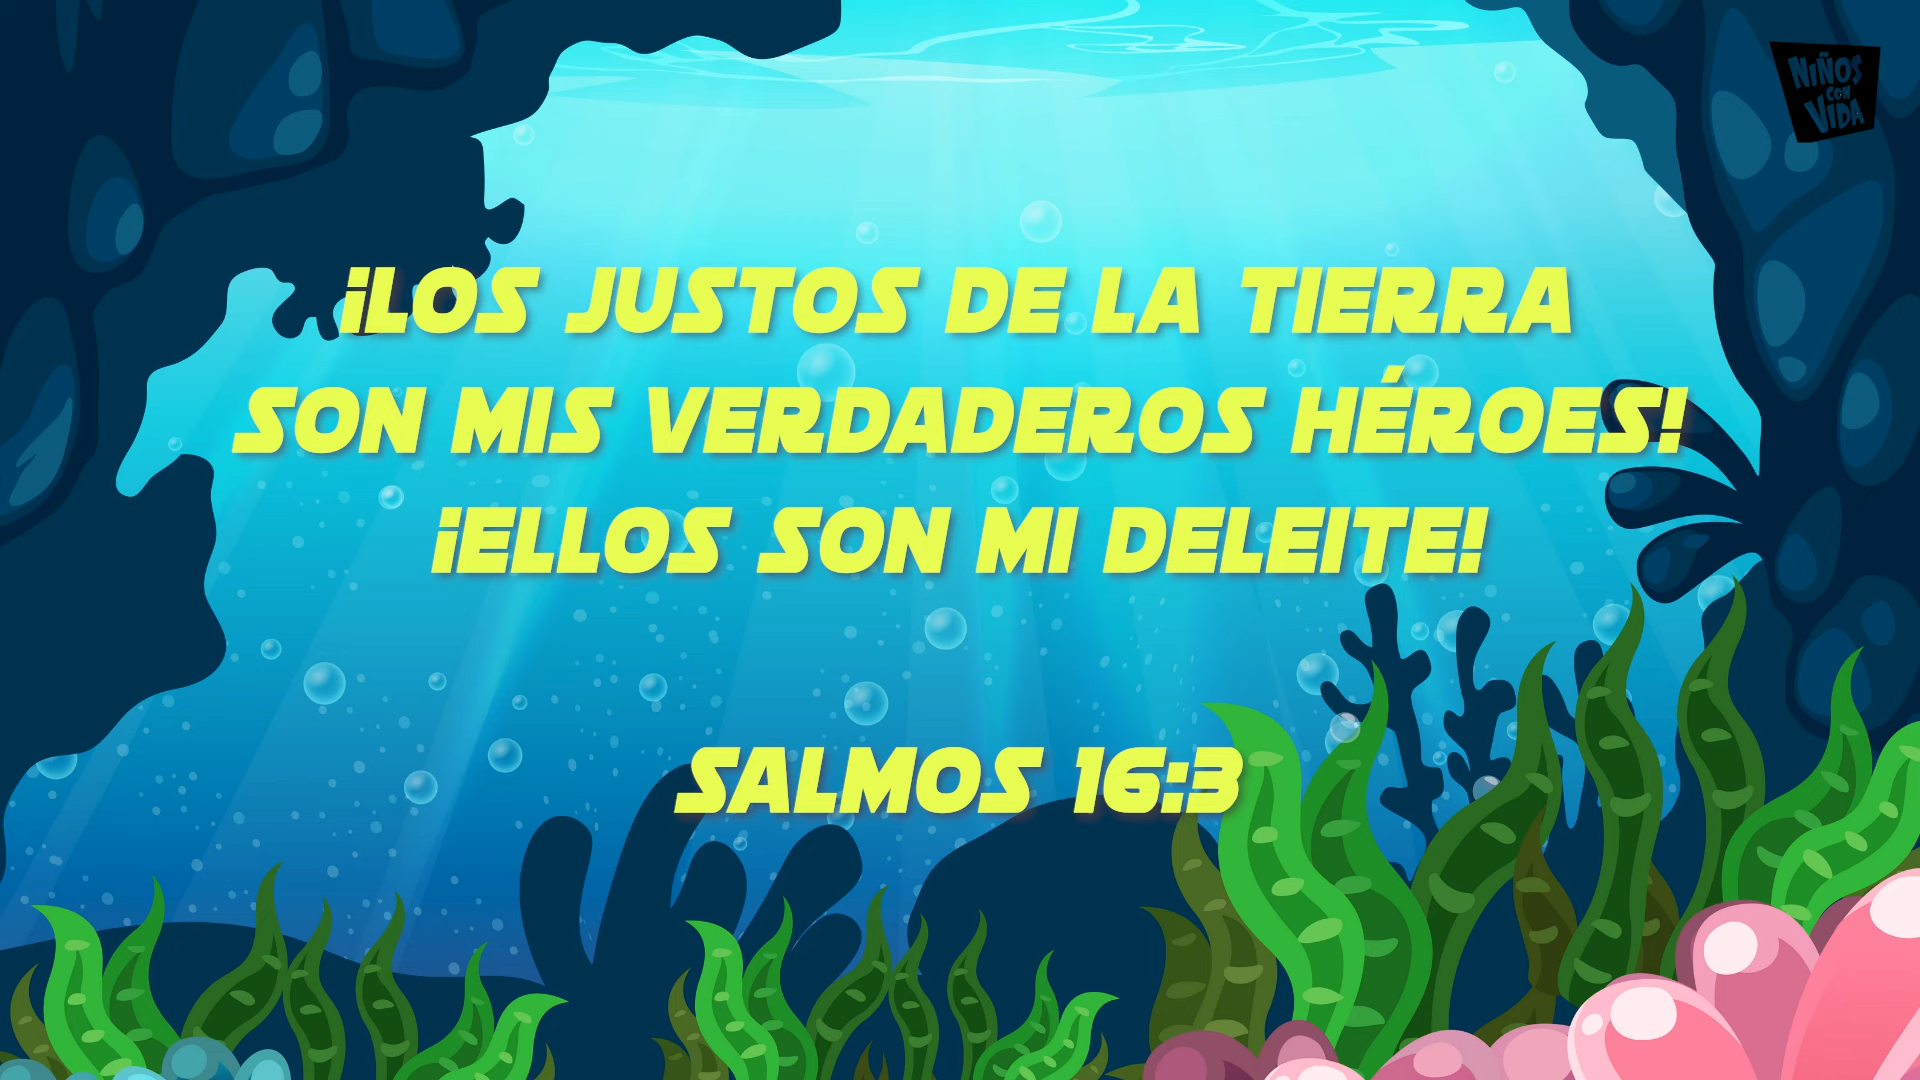 NIÑOS
CON
VIDA
¡LOS JUSTOS DE LA TIERRA
SON MIS VERDADEROS HÉROES!
¡ELLOS SON MI DELEITE!
SALMOS 16:3